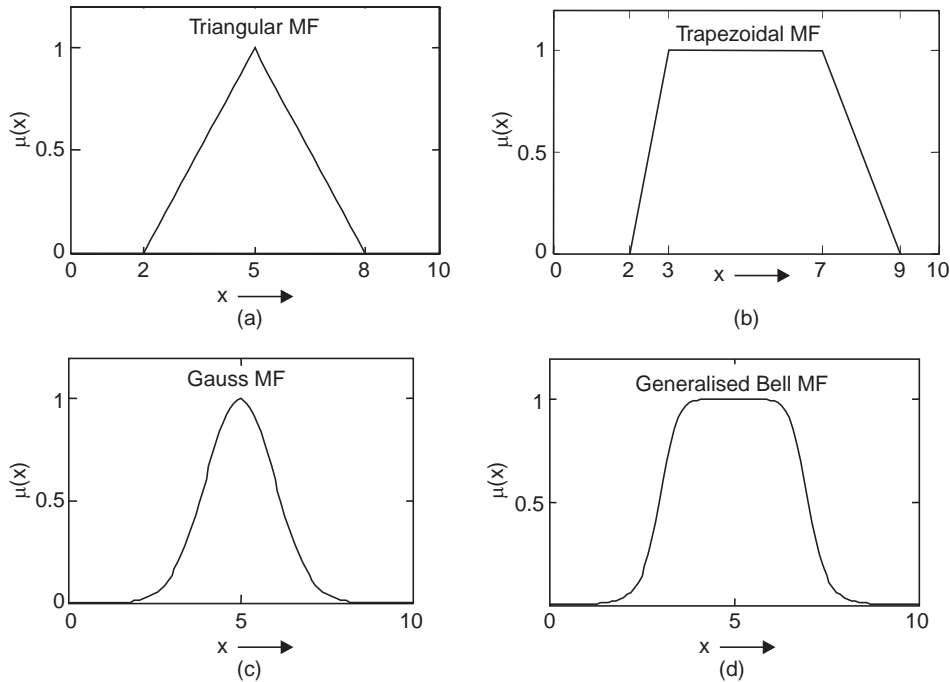 Triangular MF
1
0.5
0
μ(x)
0 2 5 8 10
x
(a)
Trapezoidal MF
1
0.5
0
μ(x)
0 2 3 7 9 10
x
(b)
Gauss MF
1
0.5
0
μ(x)
0 5 10
x
(c)
Generalised Bell MF
1
0.5
μ(x)
0 5 10
x
(d)